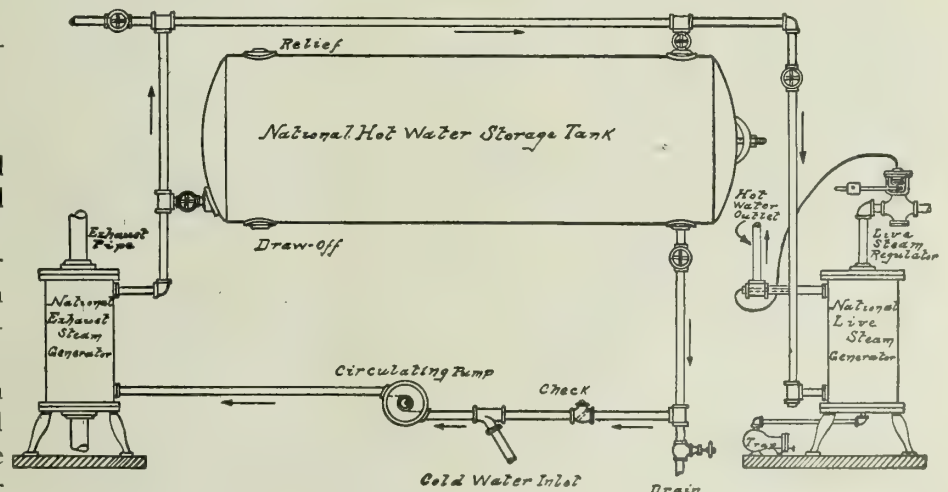 Relief
National Hot Water Storage Tank
Draw-Off
Exhaust
Pipe
National
Exhaust
Steam
Generator
Hot
Water
Outlet
Live
Steam
Regulator
National
Live
Steam
Generator
Circulating Pump
Check
Trap
Cold Water Inlet
Drain